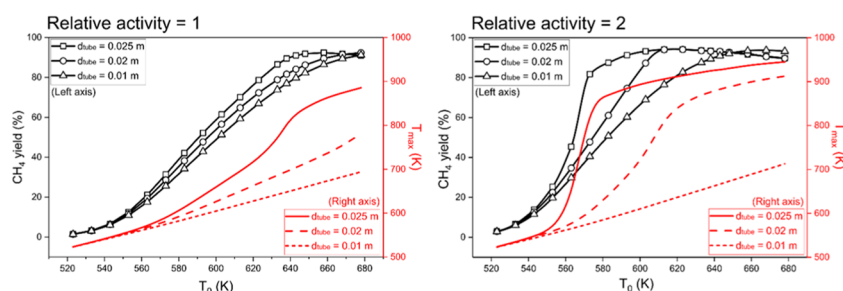 Relative activity = 1
100
80
60
40
20
0
CH₄ yield (%)
dtube = 0.025 m
dtube = 0.02 m
dtube = 0.01 m
(Left axis)
(Right axis)
dtube = 0.025 m
dtube = 0.02 m
dtube = 0.01 m
1000
900
800
700
600
500
Tmax (K)
520 540 560 580 600 620 640 660 680
T₀ (K)
Relative activity = 2
100
80
60
40
20
0
CH₄ yield (%)
dtube = 0.025 m
dtube = 0.02 m
dtube = 0.01 m
(Left axis)
(Right axis)
dtube = 0.025 m
dtube = 0.02 m
dtube = 0.01 m
1000
900
800
700
600
500
Tmax (K)
520 540 560 580 600 620 640 660 680
T₀ (K)